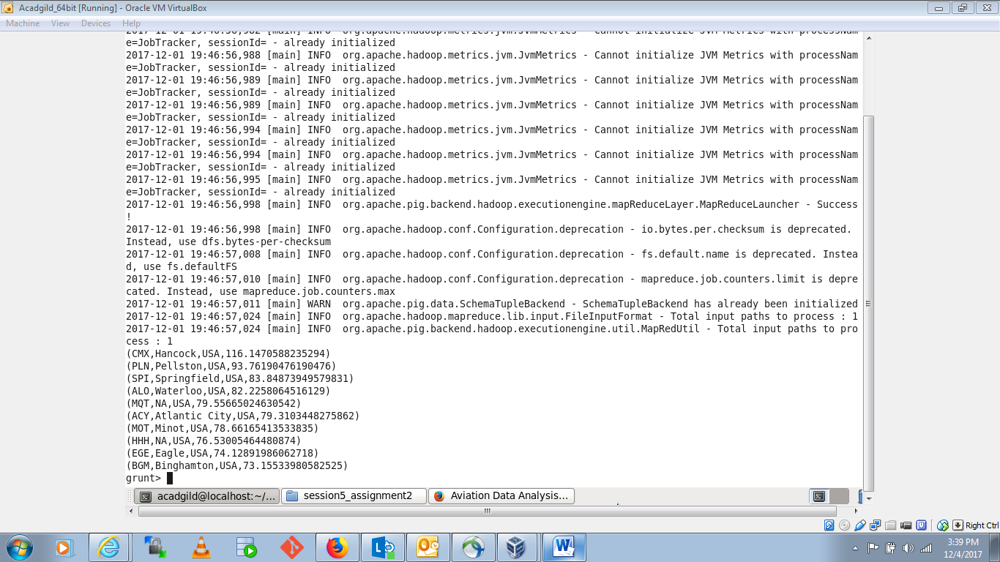 Acadgild_64bit [Running] - Oracle VM VirtualBox
Machine View Devices Help
2017-12-01 19:46:56,982 [main] INFO  org.apache.hadoop.metrics.jvm.JvmMetrics - Cannot initialize JVM Metrics with processNam
e=JobTracker, sessionId= - already initialized
2017-12-01 19:46:56,988 [main] INFO  org.apache.hadoop.metrics.jvm.JvmMetrics - Cannot initialize JVM Metrics with processNam
e=JobTracker, sessionId= - already initialized
2017-12-01 19:46:56,989 [main] INFO  org.apache.hadoop.metrics.jvm.JvmMetrics - Cannot initialize JVM Metrics with processNam
e=JobTracker, sessionId= - already initialized
2017-12-01 19:46:56,989 [main] INFO  org.apache.hadoop.metrics.jvm.JvmMetrics - Cannot initialize JVM Metrics with processNam
e=JobTracker, sessionId= - already initialized
2017-12-01 19:46:56,994 [main] INFO  org.apache.hadoop.metrics.jvm.JvmMetrics - Cannot initialize JVM Metrics with processNam
e=JobTracker, sessionId= - already initialized
2017-12-01 19:46:56,994 [main] INFO  org.apache.hadoop.metrics.jvm.JvmMetrics - Cannot initialize JVM Metrics with processNam
e=JobTracker, sessionId= - already initialized
2017-12-01 19:46:56,995 [main] INFO  org.apache.hadoop.metrics.jvm.JvmMetrics - Cannot initialize JVM Metrics with processNam
e=JobTracker, sessionId= - already initialized
2017-12-01 19:46:56,998 [main] INFO  org.apache.pig.backend.hadoop.executionengine.mapReduceLayer.MapReduceLauncher - Success
!
2017-12-01 19:46:56,998 [main] INFO  org.apache.hadoop.conf.Configuration.deprecation - io.bytes.per.checksum is deprecated.
Instead, use dfs.bytes-per-checksum
2017-12-01 19:46:57,008 [main] INFO  org.apache.hadoop.conf.Configuration.deprecation - fs.default.name is deprecated. Instea
d, use fs.defaultFS
2017-12-01 19:46:57,010 [main] INFO  org.apache.hadoop.conf.Configuration.deprecation - mapreduce.job.counters.limit is depre
cated. Instead, use mapreduce.job.counters.max
2017-12-01 19:46:57,011 [main] WARN  org.apache.pig.data.SchemaTupleBackend - SchemaTupleBackend has already been initialized
2017-12-01 19:46:57,024 [main] INFO  org.apache.hadoop.mapreduce.lib.input.FileInputFormat - Total input paths to process : 1
2017-12-01 19:46:57,024 [main] INFO  org.apache.pig.backend.hadoop.executionengine.util.MapRedUtil - Total input paths to pro
cess : 1
(CMX,Hancock,USA,116.1470588235294)
(PLN,Pellston,USA,93.76190476190476)
(SPI,Springfield,USA,83.84873949579831)
(ALO,Waterloo,USA,82.2258064516129)
(MQT,NA,USA,79.55665024630542)
(ACY,Atlantic City,USA,79.3103448275862)
(MOT,Minot,USA,78.66165413533835)
(HHH,NA,USA,76.53005464480874)
(EGE,Eagle,USA,74.12891986062718)
(BGM,Binghamton,USA,73.15533980582525)
grunt>
acadgild@localhost:~/... session5_assignment2 Aviation Data Analysis...
Right Ctrl
3:39 PM
12/4/2017